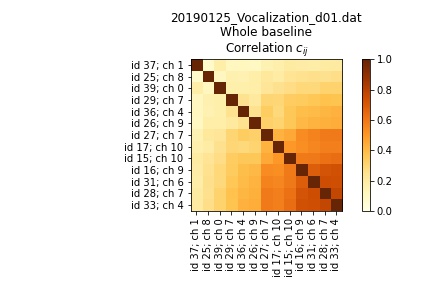 20190125_Vocalization_d01.dat
Whole baseline
Correlation c_{ij}
id 37; ch 1
id 25; ch 8
id 39; ch 0
id 29; ch 7
id 36; ch 4
id 26; ch 9
id 27; ch 7
id 17; ch 10
id 15; ch 10
id 16; ch 9
id 31; ch 6
id 28; ch 7
id 33; ch 4
1.0
0.8
0.6
0.4
0.2
0.0
id 37; ch 1
id 25; ch 8
id 39; ch 0
id 29; ch 7
id 36; ch 4
id 26; ch 9
id 27; ch 7
id 17; ch 10
id 15; ch 10
id 16; ch 9
id 31; ch 6
id 28; ch 7
id 33; ch 4